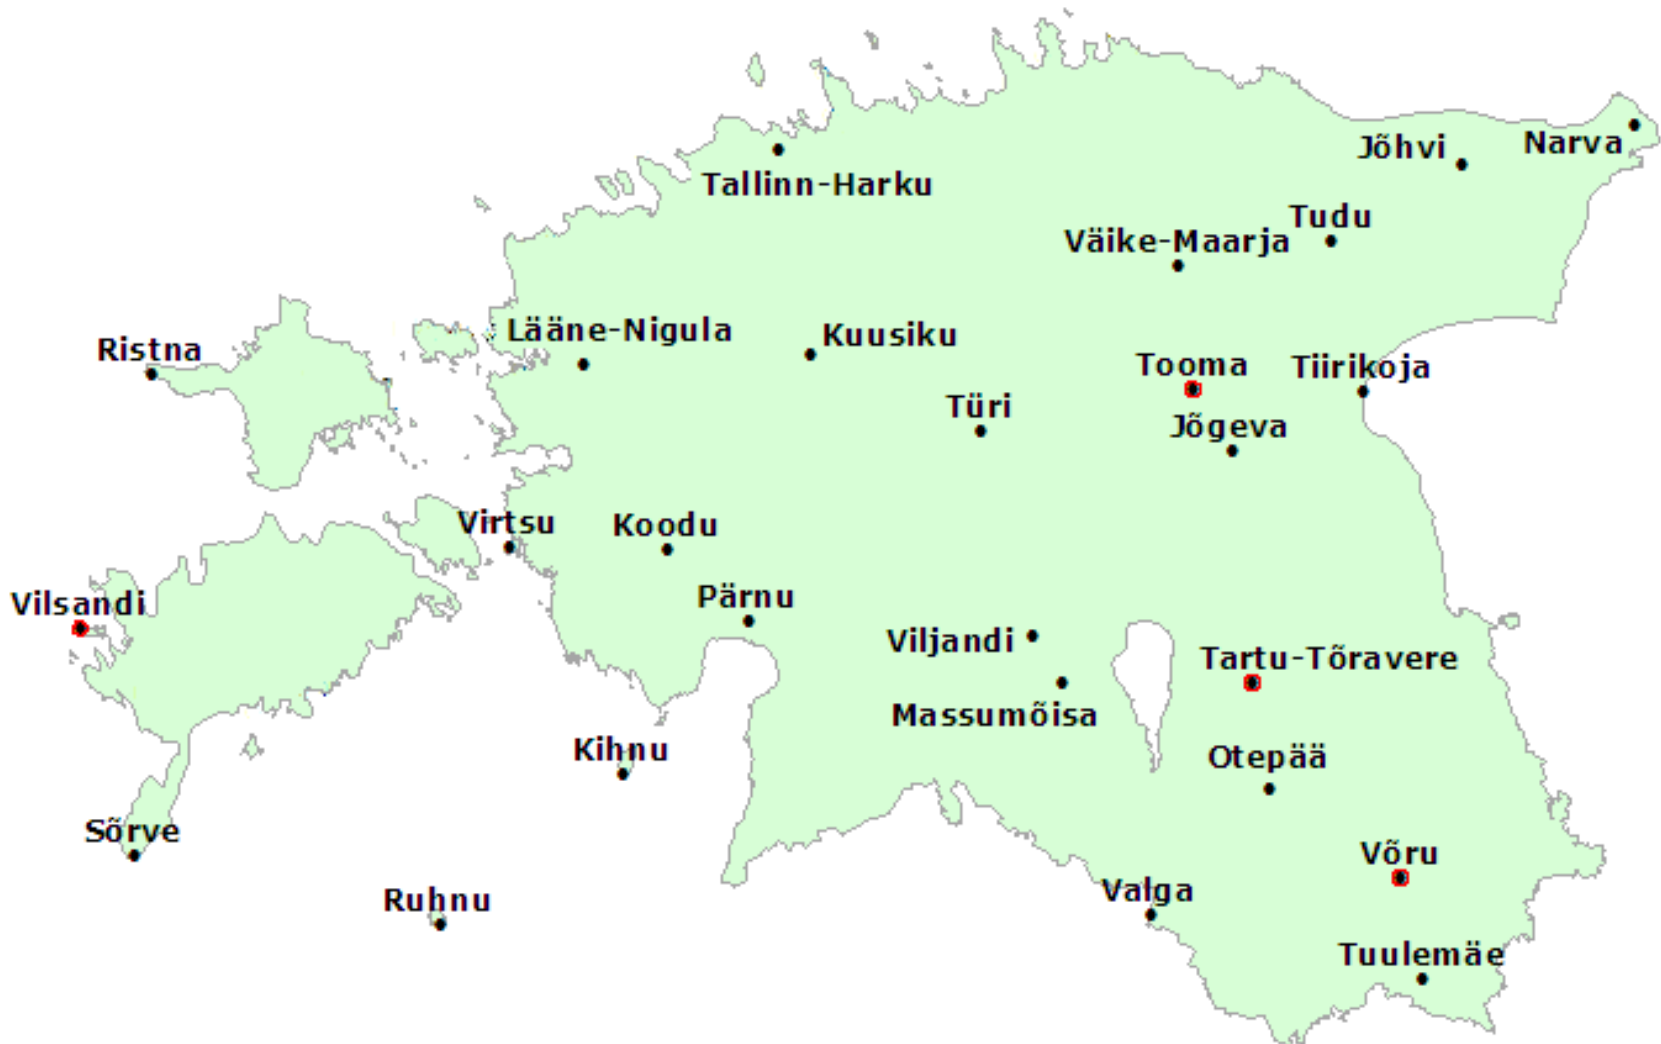 Narva
Jõhvi
Tallinn-Harku
Tudu
Väike-Maarja
Lääne-Nigula
Kuusiku
Ristna
Tooma
Tiirikoja
Türi
Jõgeva
Virtsu
Koodu
Pärnu
Vilsandi
Viljandi
Tartu-Tõravere
Massumõisa
Kihnu
Otepää
Sõrve
Võru
Valga
Ruhnu
Tuulemäe